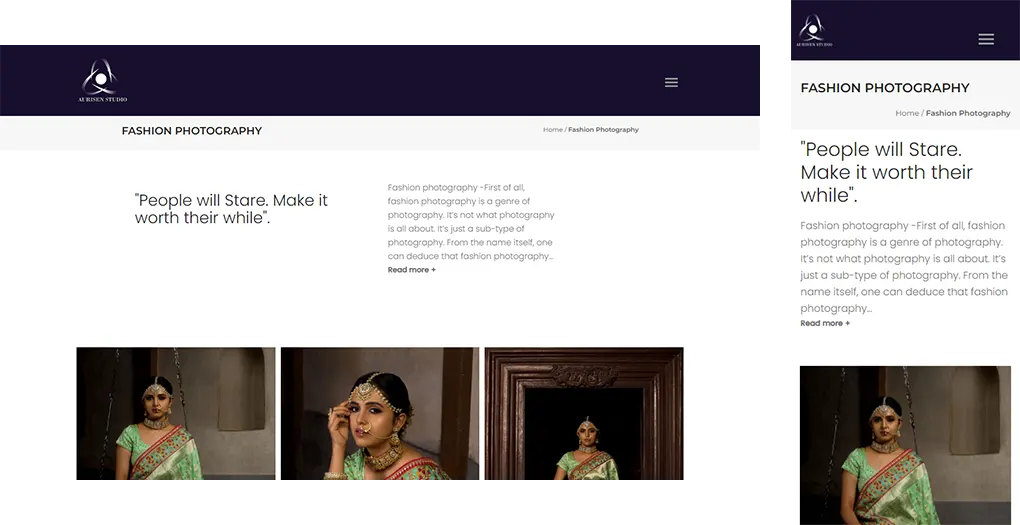 AURISEN STUDIO
FASHION PHOTOGRAPHY
Home / Fashion Photography
"People will Stare. Make it
worth their while".
Fashion photography -First of all,
fashion photography is a genre of
photography. It's not what photography
is all about. It's just a sub-type of
photography. From the name itself, one
can deduce that fashion photography...
Read more +
AURISEN STUDIO
FASHION PHOTOGRAPHY
Home / Fashion Photography
"People will Stare.
Make it worth their
while".
Fashion photography -First of all, fashion
photography is a genre of photography.
It's not what photography is all about. It's
just a sub-type of photography. From the
name itself, one can deduce that fashion
photography...
Read more +